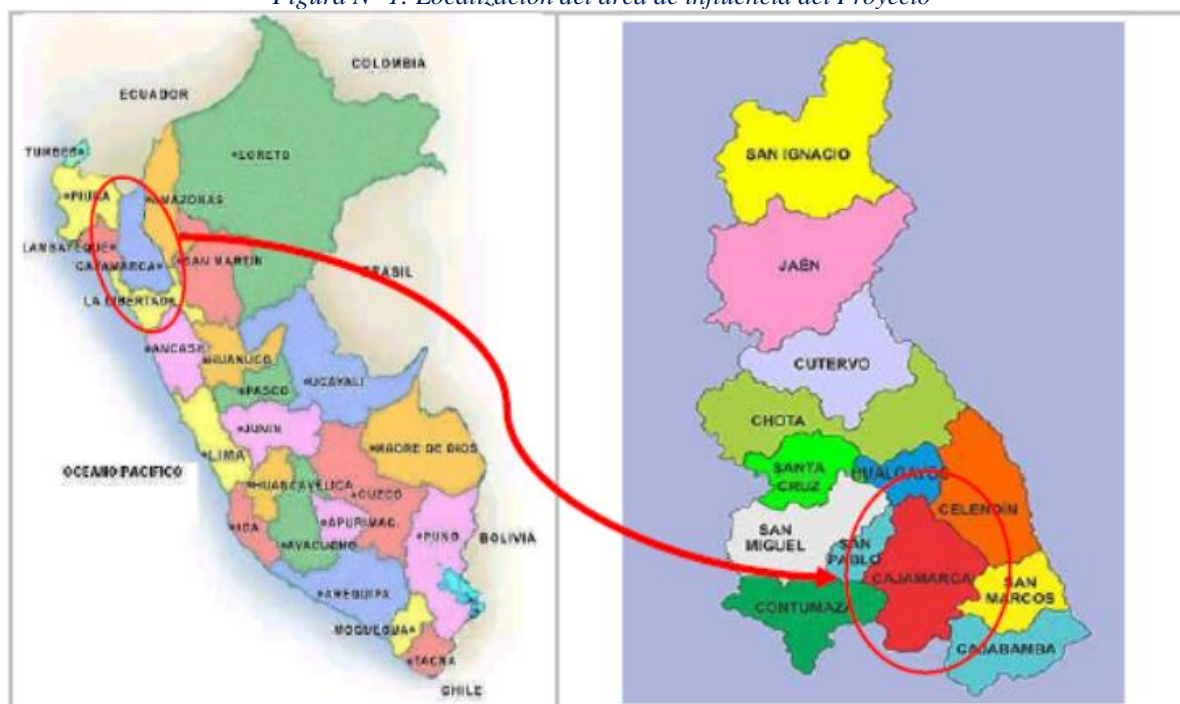 Figura N° 1: Localización del área de influencia del Proyecto
COLOMBIA
ECUADOR
TUMBES
LORETO
PIURA
AMAZONAS
LAMBAYEQUE
CAJAMARCA
SAN MARTIN
BRASIL
LA LIBERTAD
ANCASH
HUANUCO
UCAYALI
PASCO
JUNIN
LIMA
MADRE DE DIOS
OCEANO PACIFICO
HUANCAVELICA
CUZCO
ICA
APURIMAC
PUNO
BOLIVIA
AYACUCHO
AREQUIPA
MOQUEGUA
TACNA
CHILE
SAN IGNACIO
JAÉN
CUTERVO
CHOTA
SANTA
CRUZ
HUALGAYOC
CELENDÍN
SAN
MIGUEL
SAN
PABLO
CAJAMARCA
SAN
MARCOS
CONTUMAZA
CAJABAMBA